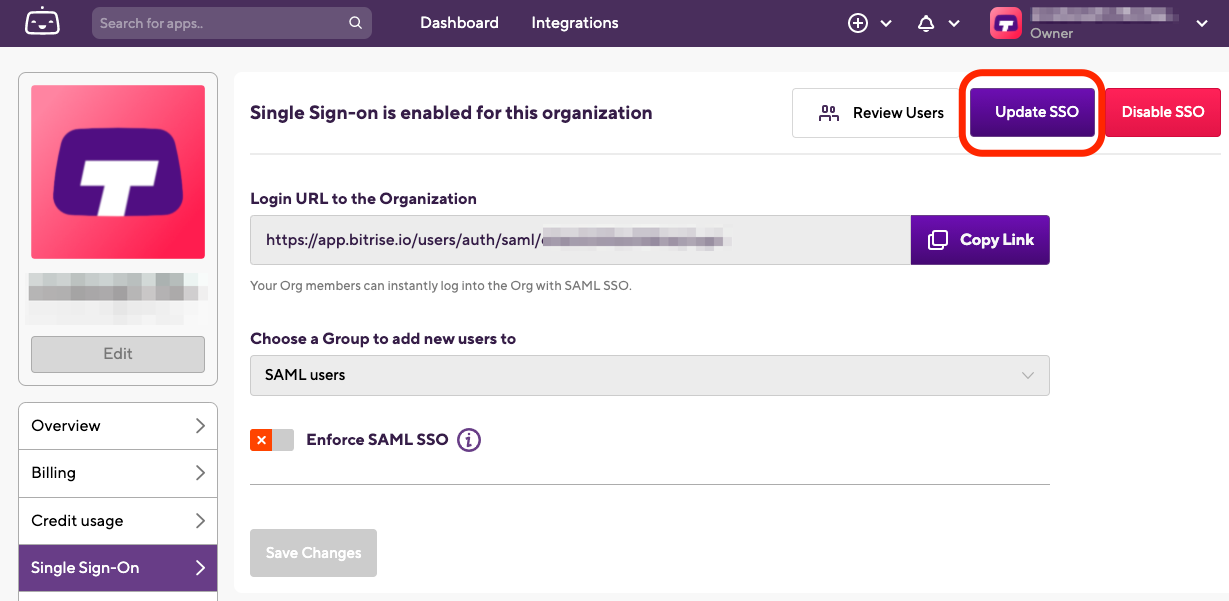 Search for apps..
Dashboard
Integrations
Owner
Single Sign-on is enabled for this organization
Review Users
Update SSO
Disable SSO
Login URL to the Organization
https://app.bitrise.io/users/auth/saml/
Copy Link
Your Org members can instantly log into the Org with SAML SSO.
Choose a Group to add new users to
SAML users
Enforce SAML SSO
Save Changes
Edit
Overview
Billing
Credit usage
Single Sign-On